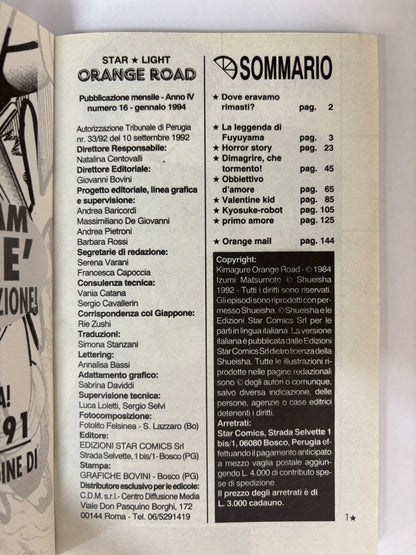 AM
E'
ZIONE!
A!
91
GINE DI
STAR ★ LIGHT
ORANGE ROAD
Pubblicazione mensile - Anno IV
numero 16 - gennaio 1994
Autorizzazione Tribunale di Perugia
nr. 33/92 del 10 settembre 1992
Direttore Responsabile:
Natalina Centovalli
Direttore Editoriale:
Giovanni Bovini
Progetto editoriale, linea grafica
e supervisione:
Andrea Baricordi
Massimiliano De Giovanni
Andrea Pietroni
Barbara Rossi
Segretarie di redazione:
Serena Varani
Francesca Capoccia
Consulenza tecnica:
Vania Catana
Sergio Cavallerin
Corrispondenza col Giappone:
Rie Zushi
Traduzioni:
Simona Stanzani
Lettering:
Annalisa Bassi
Adattamento grafico:
Sabrina Daviddi
Supervisione tecnica:
Luca Loletti, Sergio Selvi
Fotocomposizione:
Fotolito Felsinea - S. Lazzaro (Bo)
Editore:
EDIZIONI STAR COMICS Srl
Strada Selvette, 1 bis/1- Bosco (PG)
Stampa:
GRAFICHE BOVINI - Bosco (PG)
Distributore esclusivo per le edicole:
C.D.M. s.r.l.- Centro Diffusione Media
Viale Don Pasquino Borghi, 172
00144 Roma - Tel. 06/5291419
SOMMARIO
★ Dove eravamo
rimasti? pag. 2
★ La leggenda di
Fuyuyama pag. 3
★ Horror story pag. 23
★ Dimagrire, che
tormento! pag. 45
★ Obbiettivo
d'amore pag. 65
★ Valentine kid pag. 85
★ Kyosuke-robot pag. 105
★ primo amore pag. 125
★ Orange mail pag. 144
Copyright:
Kimagure Orange Road - © 1984
Izumi Matsumoto © Shueisha
1992 - Tutti i diritti sono riservati.
Gli episodi sono riprodotti con per-
messo Shueisha. © Shueisha e le
Edizioni Star Comics Srl per le
parti in lingua italiana. La versione
italiana è pubblicata dalle Edizioni
Star Comics Srl dietro licenza della
Shueisha. Tutte le illustrazioni ri-
prodotte nelle pagine redazionali
sono © degli autori o comunque,
salvo diversa indicazione, delle
persone, agenzie o case editrici
detenenti i diritti.
Arretrati:
Star Comics, Strada Selvette 1
bis/1, 06080 Bosco, Perugia ef-
fettuando il pagamento anticipato
a mezzo vaglia postale aggiungen-
do L. 4.000 di contributo spese
di spedizione.
Il prezzo degli arretrati è di
L. 3.000 cadauno.
1★